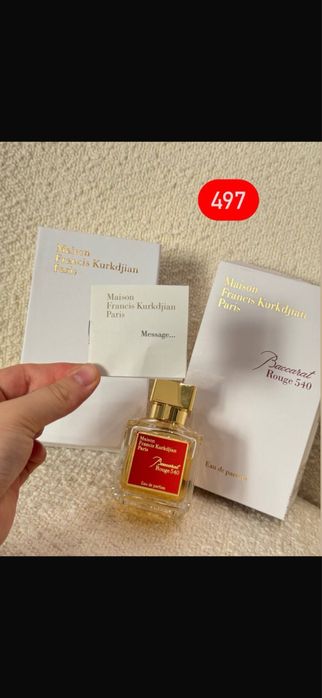 497
Maison
Francis Kurkdjian
Paris
Maison
Francis Kurkdjian
Paris
Message...
Maison
Francis Kurkdjian
Paris
Baccarat
Rouge 540
Eau de parfum
Maison
Francis Kurkdjian
Paris
Baccarat
Rouge 540
Eau de parfum